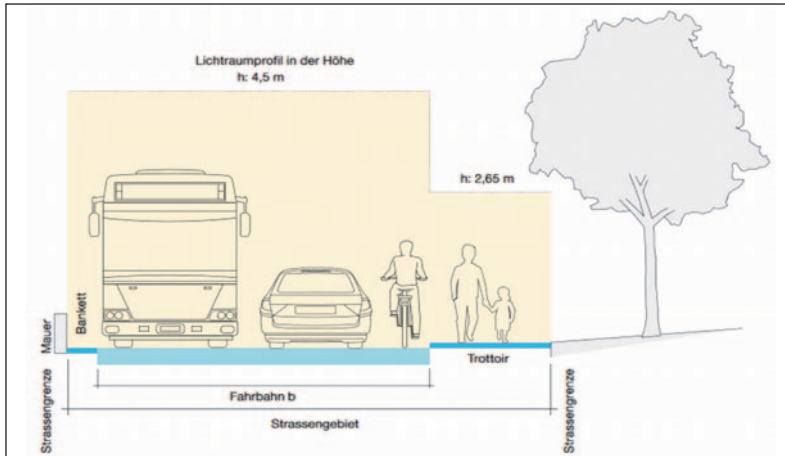 Lichtraumprofil in der Höhe
h: 4,5 m
h: 2,65 m
Mauer
Bankett
Trottoir
Fahrbahn b
Strassengebiet
Strassengrenze
Strassengrenze